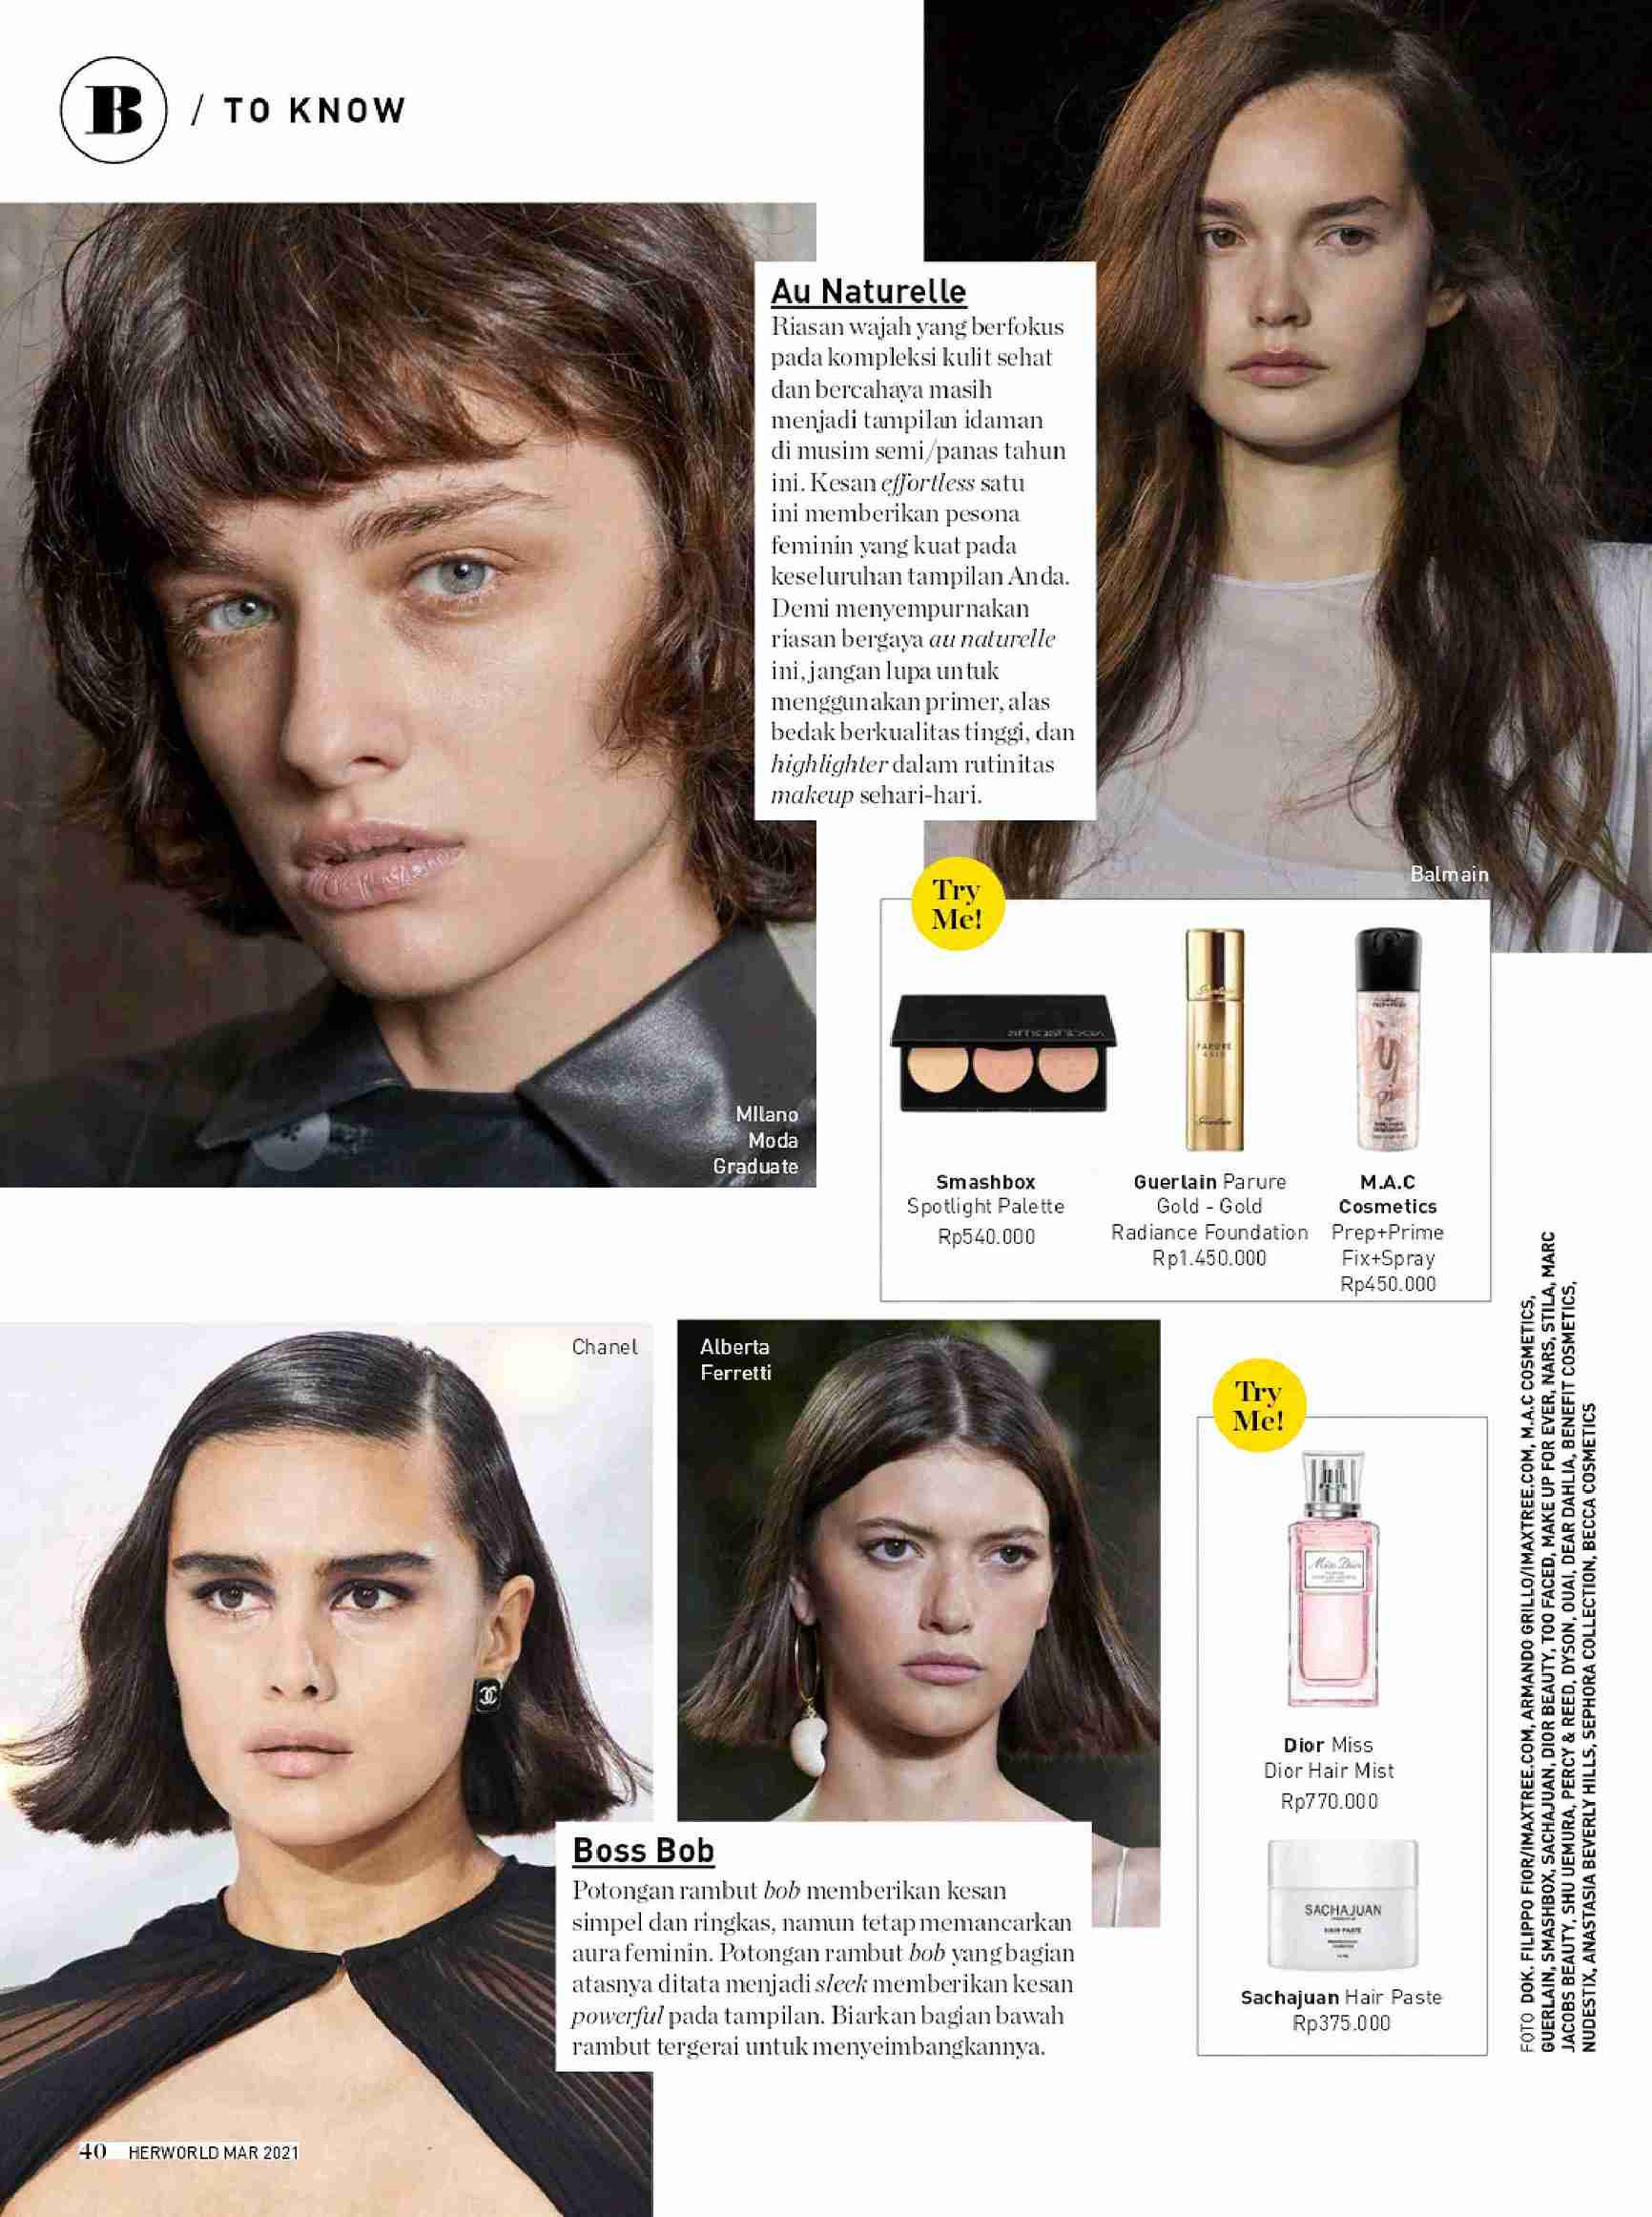 B / TO KNOW
Au Naturelle
Riasan wajah yang berfokus
pada kompleksi kulit sehat
dan bercahaya masih
menjadi tampilan idaman
di musim semi/panas tahun
ini. Kesan effortless satu
ini memberikan pesona
feminin yang kuat pada
keseluruhan tampilan Anda.
Demi menyempurnakan
riasan bergaya au naturelle
ini, jangan lupa untuk
menggunakan primer, alas
bedak berkualitas tinggi, dan
highlighter dalam rutinitas
makeup sehari-hari.
Balmain
MIlano
Moda
Graduate
Try
Me!
smashbox
PARURE
GOLD
Guerlain
Smashbox
Spotlight Palette
Rp540.000
Guerlain Parure
Gold - Gold
Radiance Foundation
Rp1.450.000
M.A.C
Cosmetics
Prep+Prime
Fix+Spray
Rp450.000
Chanel
Alberta
Ferretti
Boss Bob
Potongan rambut bob memberikan kesan
simpel dan ringkas, namun tetap memancarkan
aura feminin. Potongan rambut bob yang bagian
atasnya ditata menjadi sleek memberikan kesan
powerful pada tampilan. Biarkan bagian bawah
rambut tergerai untuk menyeimbangkannya.
Try
Me!
Miss Dior
Dior Miss
Dior Hair Mist
Rp770.000
SACHAJUAN
HAIR PASTE
Sachajuan Hair Paste
Rp375.000
FOTO DOK. FILIPPO FIOR/IMAXTREE.COM, ARMANDO GRILLO/IMAXTREE.COM, M.A.C COSMETICS,
GUERLAIN, SMASHBOX, SACHAJUAN, DIOR BEAUTY, TOO FACED, MAKE UP FOR EVER, NARS, STILA, MARC
JACOBS BEAUTY, SHU UEMURA, PERCY & REED, DYSON, OUAI, DEAR DAHLIA, BENEFIT COSMETICS,
NUDESTIX, ANASTASIA BEVERLY HILLS, SEPHORA COLLECTION, BECCA COSMETICS
40 HERWORLD MAR 2021